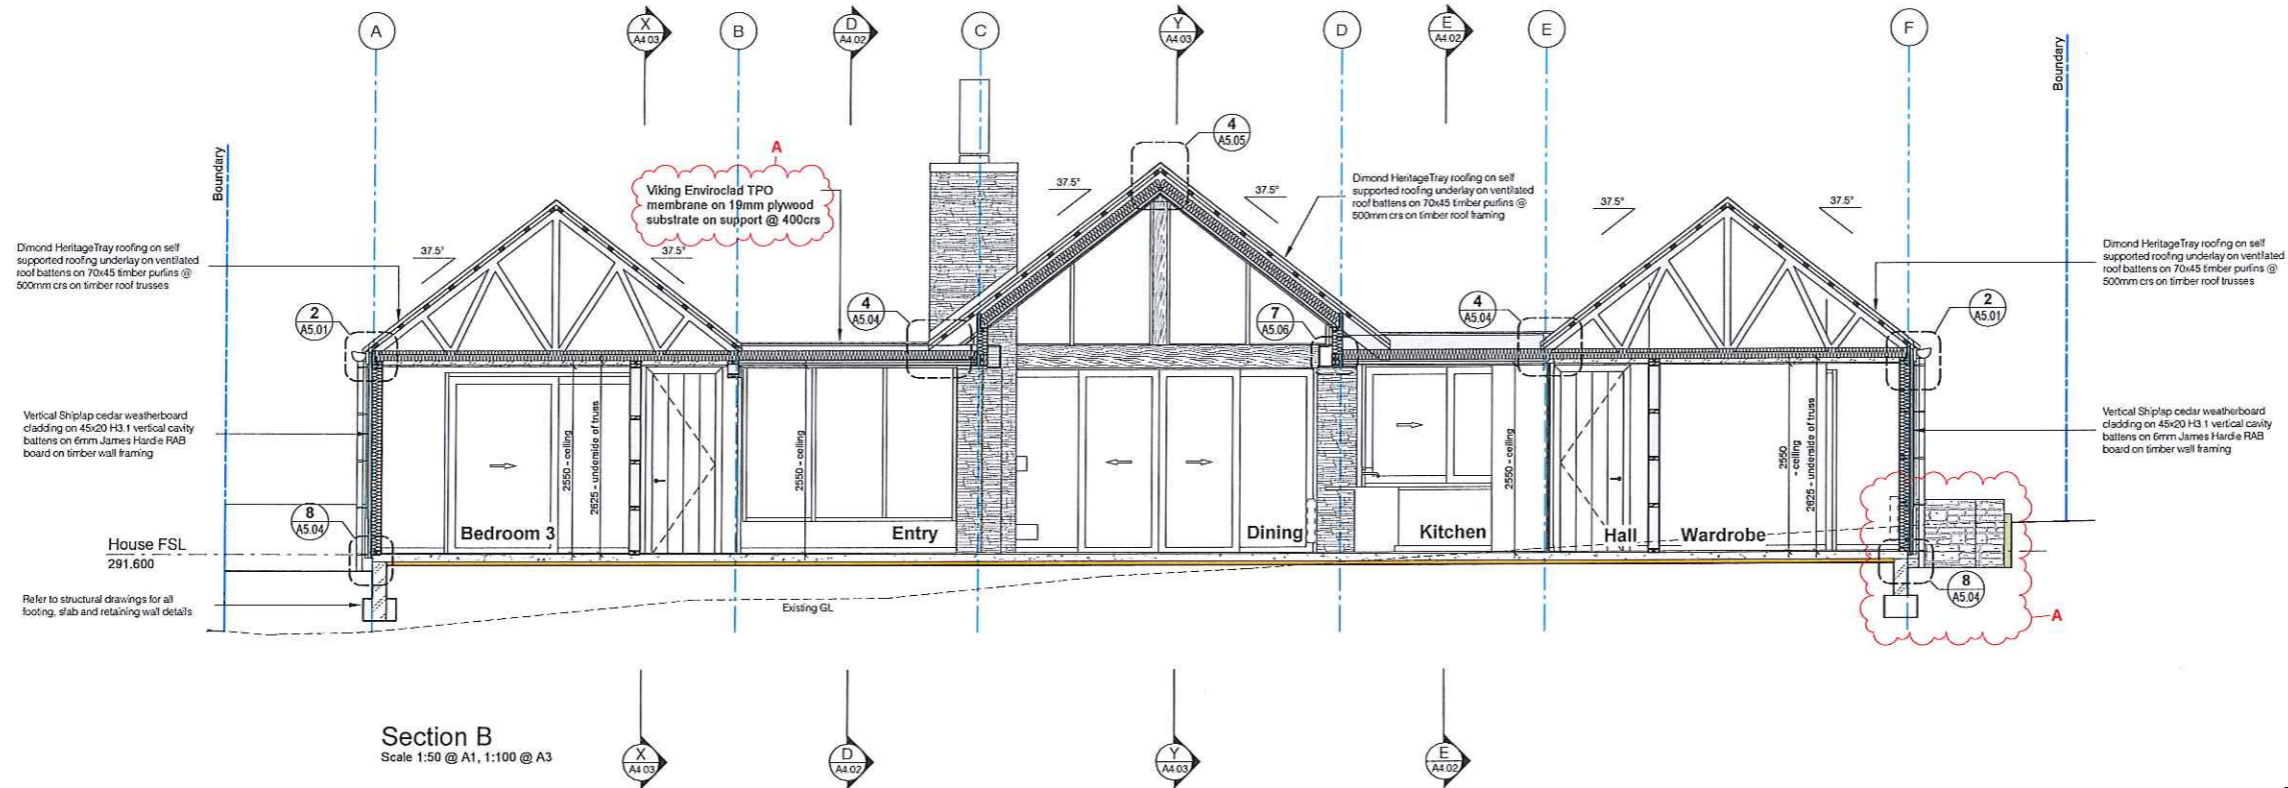 A
X
A4.03
B
D
A4.02
C
Y
A4.03
D
E
A4.02
E
F
Boundary
Boundary
A
Viking Enviroclad TPO
membrane on 19mm plywood
substrate on support @ 400crs
4
A5.05
37.5°
37.5°
Dimond HeritageTray roofing on self
supported roofing underlay on ventilated
roof battens on 70x45 timber purlins @
500mm crs on timber roof framing
37.5°
37.5°
Dimond HeritageTray roofing on self
supported roofing underlay on ventilated
roof battens on 70x45 timber purlins @
500mm crs on timber roof trusses
37.5°
37.5°
Dimond HeritageTray roofing on self
supported roofing underlay on ventilated
roof battens on 70x45 timber purlins @
500mm crs on timber roof trusses
2
A5.01
4
A5.04
7
A5.06
4
A5.04
2
A5.01
Vertical Shiplap cedar weatherboard
cladding on 45x20 H3.1 vertical cavity
battens on 6mm James Hardie RAB
board on timber wall framing
2550 - ceiling
2625 - underside of truss
2550 - ceiling
2550 - ceiling
2550
- ceiling
2625 - underside of truss
Vertical Shiplap cedar weatherboard
cladding on 45x20 H3.1 vertical cavity
battens on 6mm James Hardie RAB
board on timber wall framing
8
A5.04
Bedroom 3
Entry
Dining
Kitchen
Hall
Wardrobe
House FSL
291.600
8
A5.04
A
Refer to structural drawings for all
footing, slab and retaining wall details
Existing GL
Section B
Scale 1:50 @ A1, 1:100 @ A3
X
A4.03
D
A4.02
Y
A4.03
E
A4.02